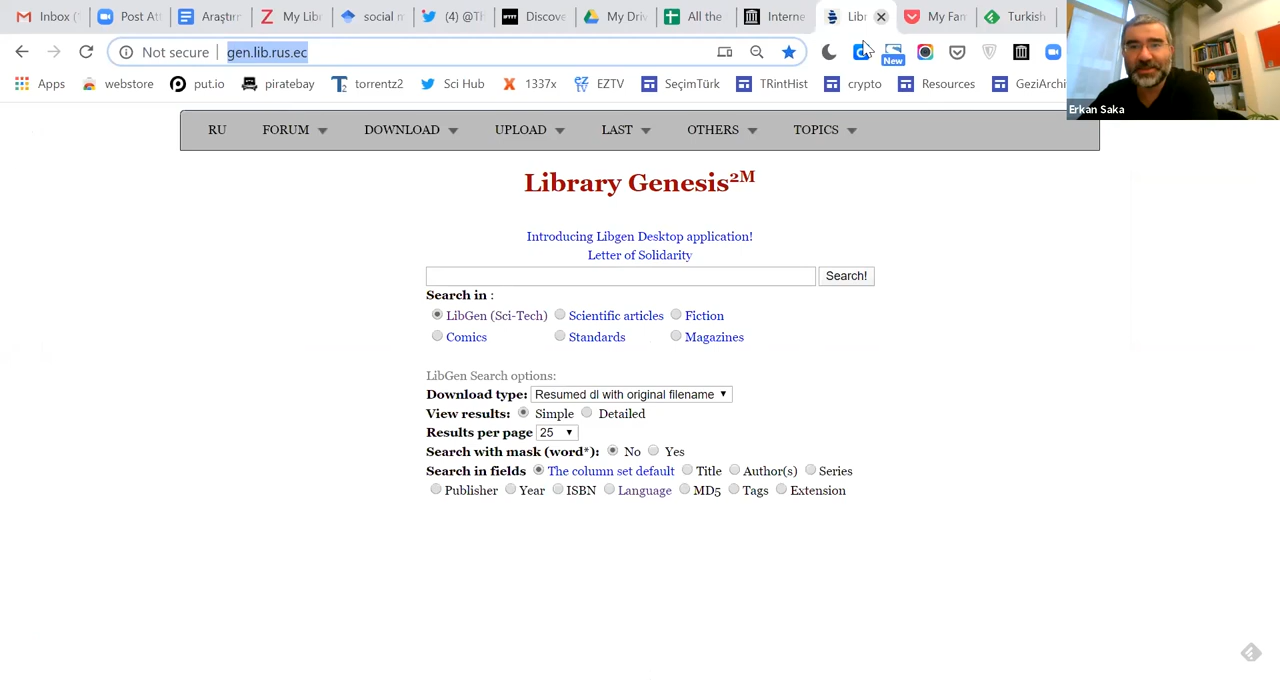 Inbox ( Post Att Araştırı My Libr social m (4) @Th Discove My Driv All the Interne Libr My Fan Turkish
Not secure gen.lib.rus.ec New
Apps webstore put.io piratebay torrentz2 Sci Hub 1337x EZTV SeçimTürk TRintHist crypto Resources GeziArchi
Erkan Saka
RU FORUM DOWNLOAD UPLOAD LAST OTHERS TOPICS
Library Genesis2M
Introducing Libgen Desktop application!
Letter of Solidarity
Search!
Search in :
LibGen (Sci-Tech) Scientific articles Fiction
Comics Standards Magazines
LibGen Search options:
Download type: Resumed dl with original filename
View results: Simple Detailed
Results per page 25
Search with mask (word*): No Yes
Search in fields The column set default Title Author(s) Series
Publisher Year ISBN Language MD5 Tags Extension